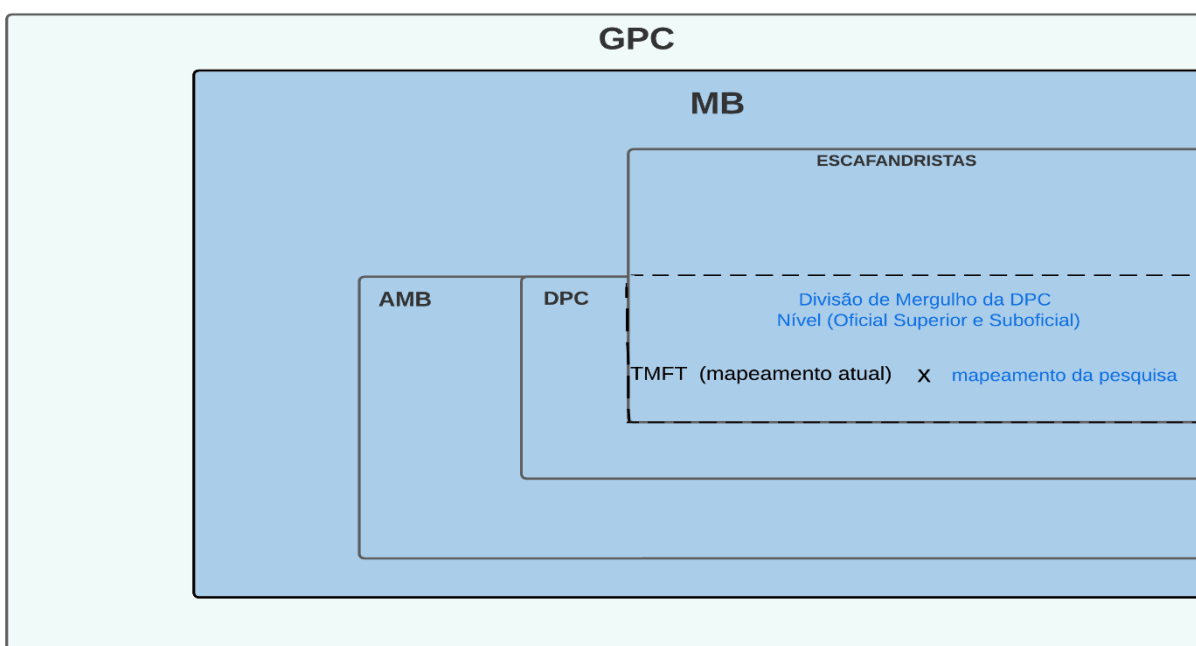 GPC
MB
ESCAFANDRISTAS
AMB
DPC
Divisão de Mergulho da DPC
Nível (Oficial Superior e Suboficial)
TMFT (mapeamento atual) x mapeamento da pesquisa